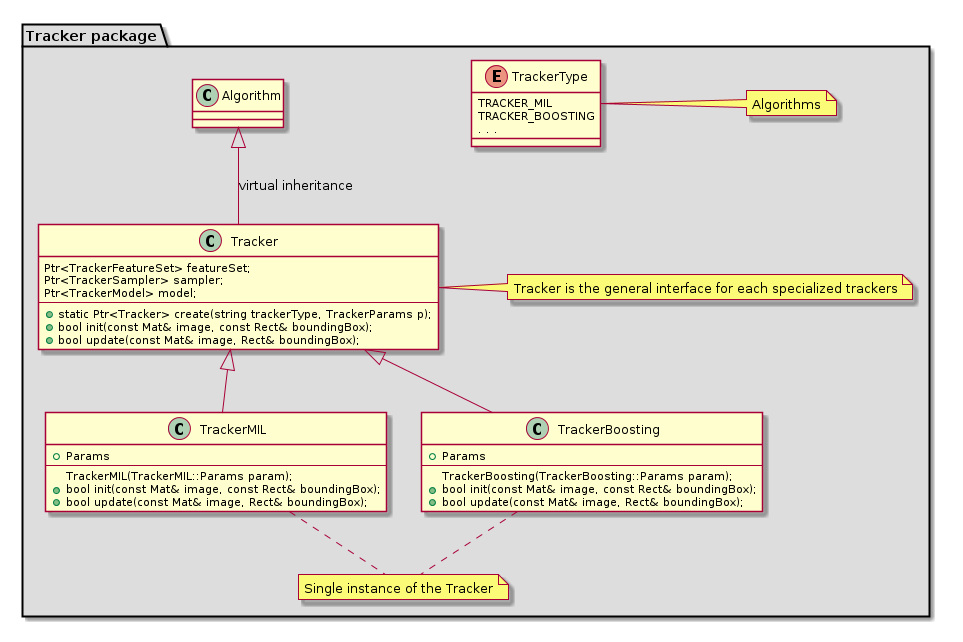 Tracker package
C Algorithm
E TrackerType
TRACKER_MIL
TRACKER_BOOSTING
. . .
Algorithms
virtual inheritance
C Tracker
Ptr<TrackerFeatureSet> featureSet;
Ptr<TrackerSampler> sampler;
Ptr<TrackerModel> model;
static Ptr<Tracker> create(string trackerType, TrackerParams p);
bool init(const Mat& image, const Rect& boundingBox);
bool update(const Mat& image, Rect& boundingBox);
Tracker is the general interface for each specialized trackers
C TrackerMIL
Params
TrackerMIL(TrackerMIL::Params param);
bool init(const Mat& image, const Rect& boundingBox);
bool update(const Mat& image, Rect& boundingBox);
C TrackerBoosting
Params
TrackerBoosting(TrackerBoosting::Params param);
bool init(const Mat& image, const Rect& boundingBox);
bool update(const Mat& image, Rect& boundingBox);
Single instance of the Tracker